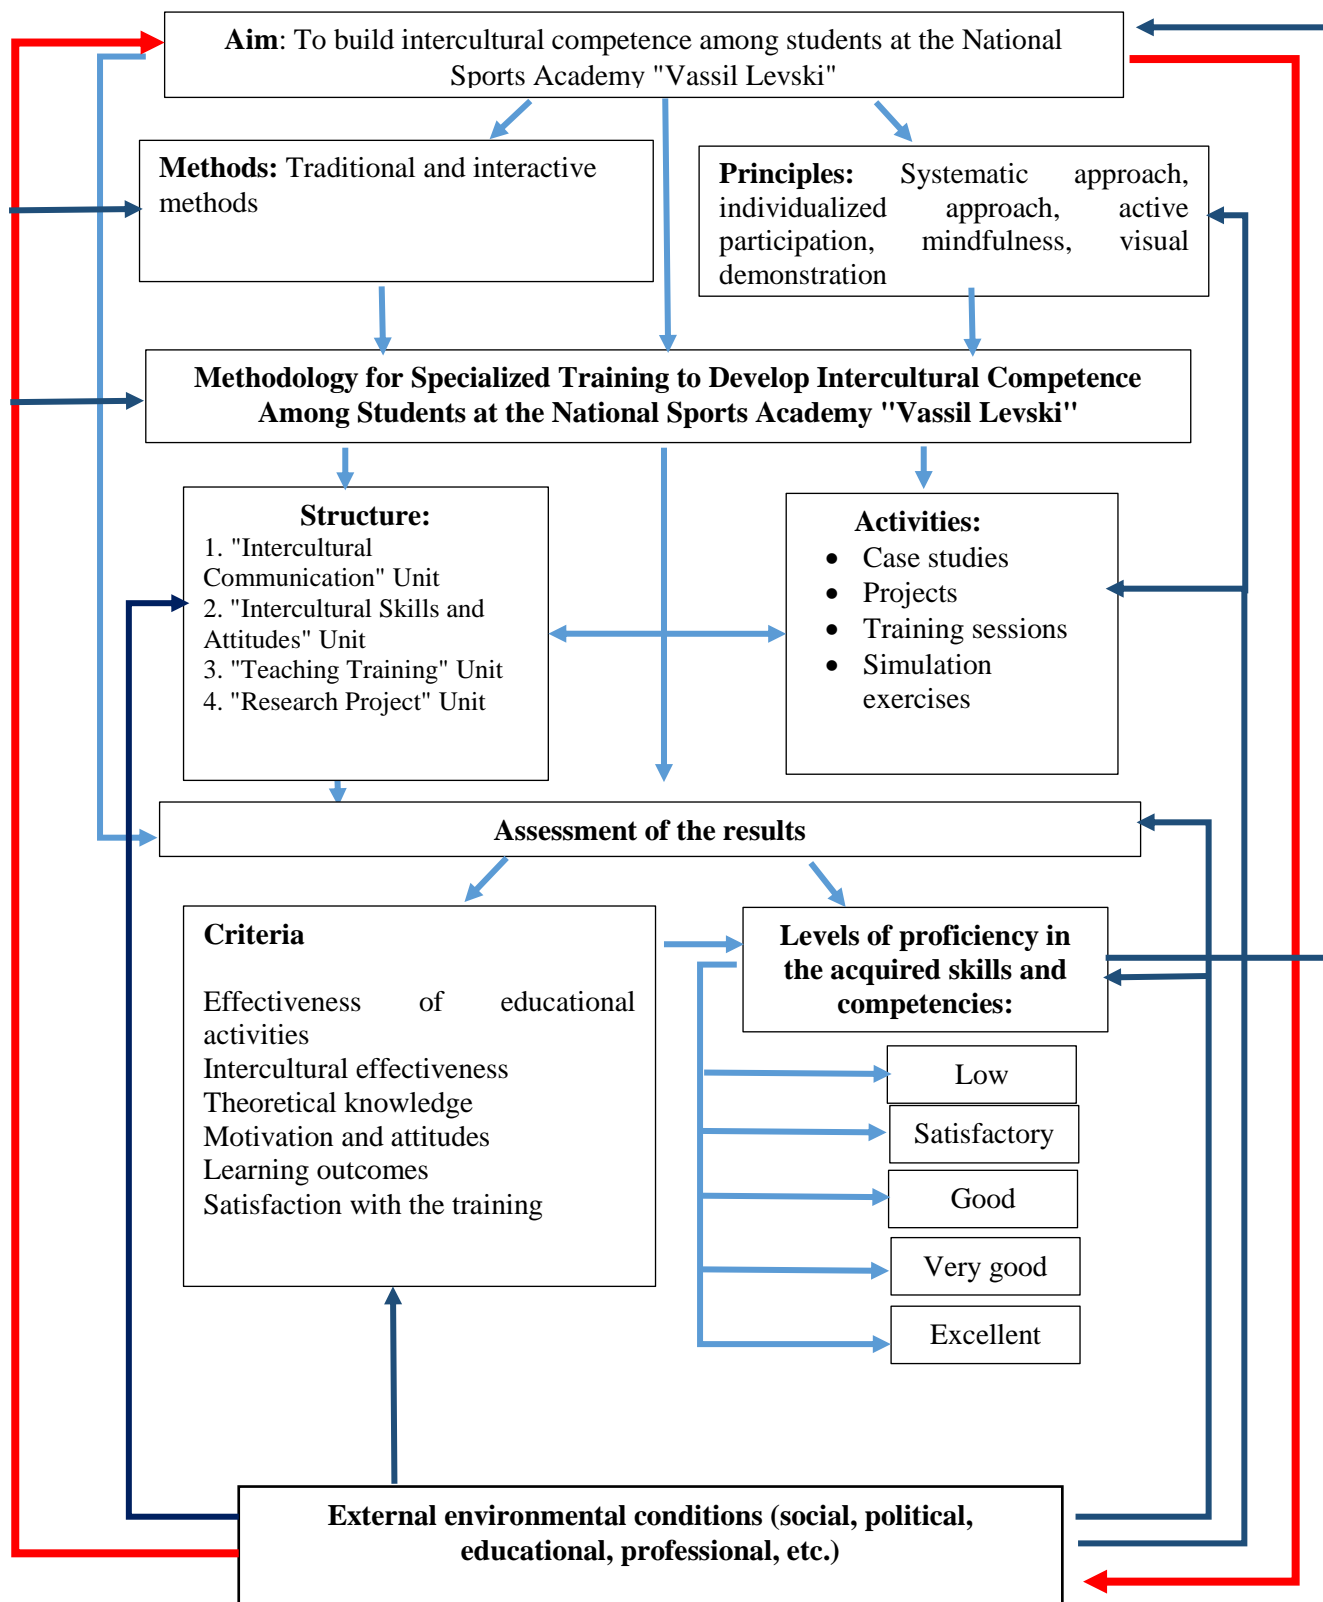 Aim: To build intercultural competence among students at the National
Sports Academy "Vassil Levski"
Methods: Traditional and interactive
methods
Principles: Systematic approach,
individualized approach, active
participation, mindfulness, visual
demonstration
Methodology for Specialized Training to Develop Intercultural Competence
Among Students at the National Sports Academy "Vassil Levski"
Structure:
1. "Intercultural
Communication" Unit
2. "Intercultural Skills and
Attitudes" Unit
3. "Teaching Training" Unit
4. "Research Project" Unit
Activities:
• Case studies
• Projects
• Training sessions
• Simulation
exercises
Assessment of the results
Criteria
Effectiveness of educational
activities
Intercultural effectiveness
Theoretical knowledge
Motivation and attitudes
Learning outcomes
Satisfaction with the training
Levels of proficiency in
the acquired skills and
competencies:
Low
Satisfactory
Good
Very good
Excellent
External environmental conditions (social, political,
educational, professional, etc.)